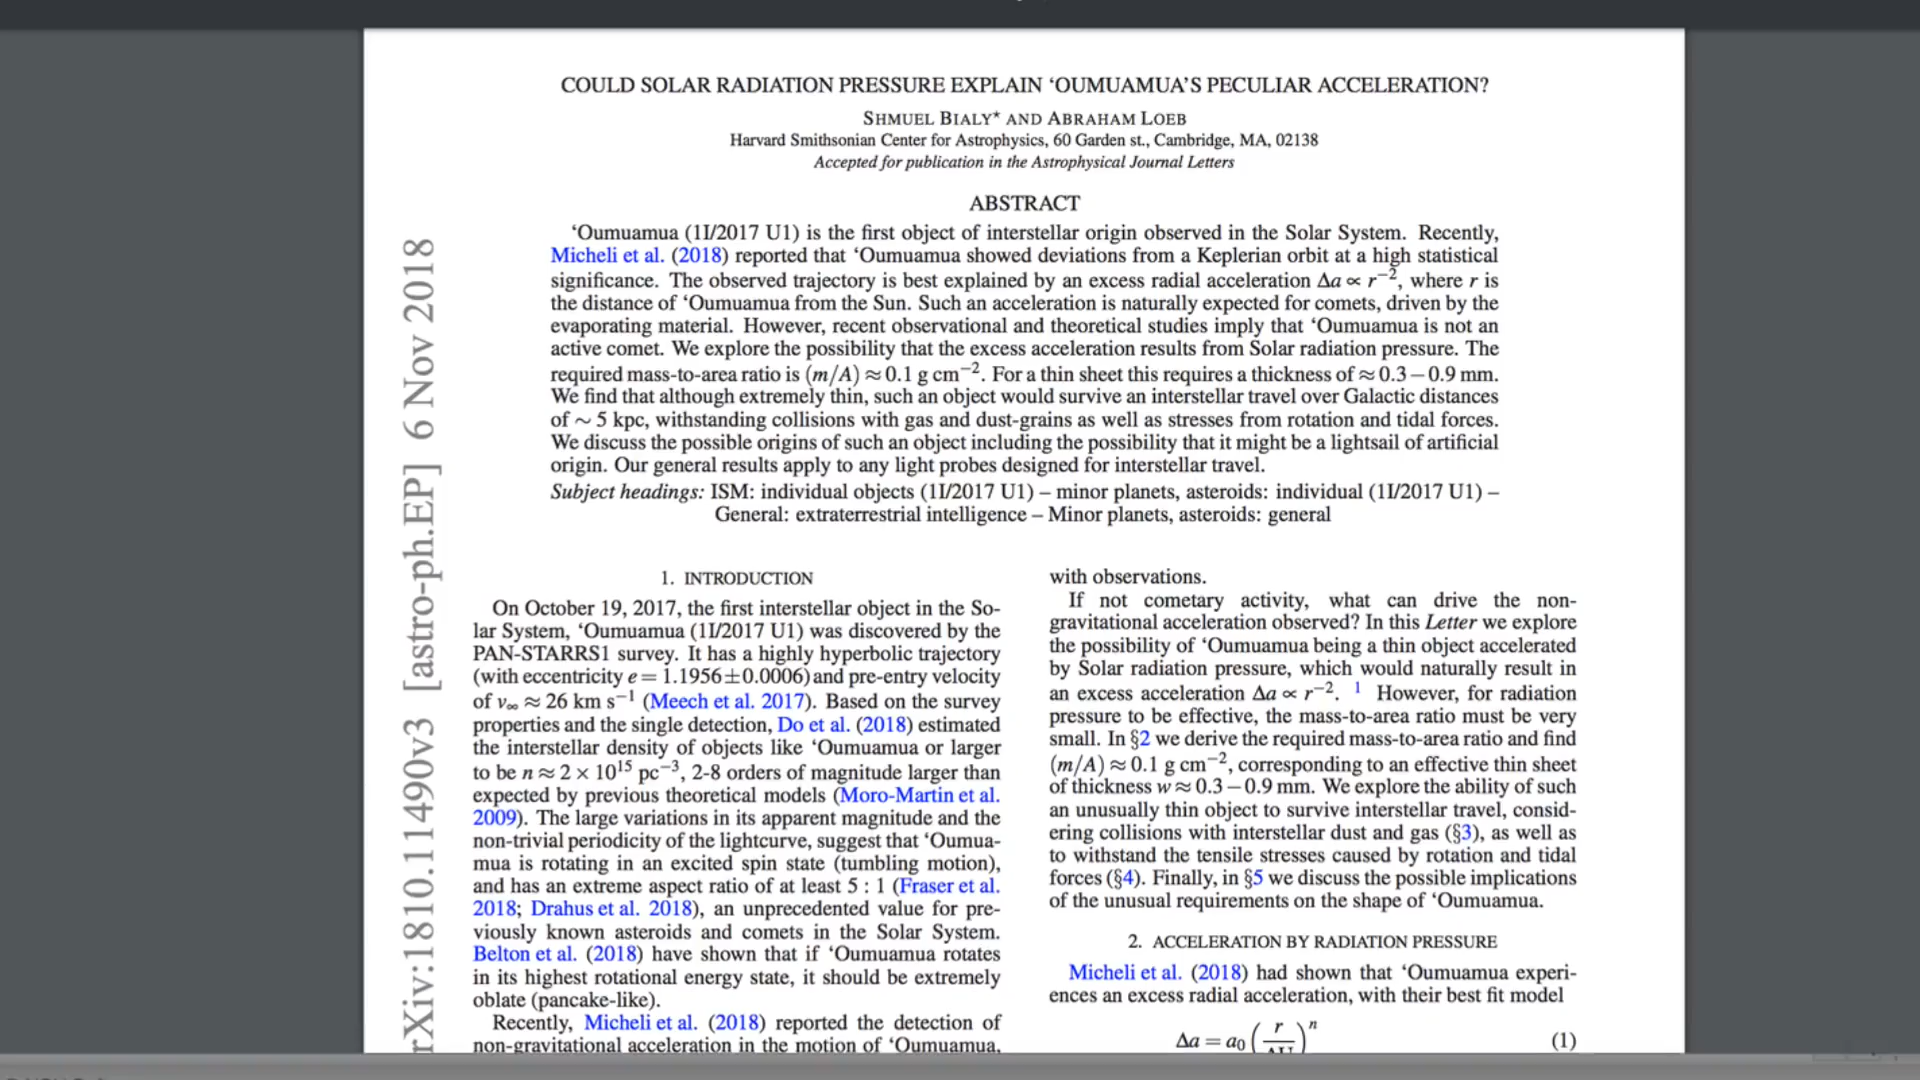 COULD SOLAR RADIATION PRESSURE EXPLAIN ‘OUMUAMUA’S PECULIAR ACCELERATION?
SHMUEL BIALY* AND ABRAHAM LOEB
Harvard Smithsonian Center for Astrophysics, 60 Garden st., Cambridge, MA, 02138
Accepted for publication in the Astrophysical Journal Letters
ABSTRACT
‘Oumuamua (1I/2017 U1) is the first object of interstellar origin observed in the Solar System. Recently,
Micheli et al. (2018) reported that ‘Oumuamua showed deviations from a Keplerian orbit at a high statistical
significance. The observed trajectory is best explained by an excess radial acceleration Δa ∝ r⁻², where r is
the distance of ‘Oumuamua from the Sun. Such an acceleration is naturally expected for comets, driven by the
evaporating material. However, recent observational and theoretical studies imply that ‘Oumuamua is not an
active comet. We explore the possibility that the excess acceleration results from Solar radiation pressure. The
required mass-to-area ratio is (m/A) ≈ 0.1 g cm⁻². For a thin sheet this requires a thickness of ≈ 0.3 – 0.9 mm.
We find that although extremely thin, such an object would survive an interstellar travel over Galactic distances
of ∼ 5 kpc, withstanding collisions with gas and dust-grains as well as stresses from rotation and tidal forces.
We discuss the possible origins of such an object including the possibility that it might be a lightsail of artificial
origin. Our general results apply to any light probes designed for interstellar travel.
Subject headings: ISM: individual objects (1I/2017 U1) – minor planets, asteroids: individual (1I/2017 U1) –
General: extraterrestrial intelligence – Minor planets, asteroids: general
rXiv:1810.11490v3 [astro-ph.EP] 6 Nov 2018
1. INTRODUCTION
On October 19, 2017, the first interstellar object in the So-
lar System, ‘Oumuamua (1I/2017 U1) was discovered by the
PAN-STARRS1 survey. It has a highly hyperbolic trajectory
(with eccentricity e = 1.1956±0.0006) and pre-entry velocity
of v∞ ≈ 26 km s⁻¹ (Meech et al. 2017). Based on the survey
properties and the single detection, Do et al. (2018) estimated
the interstellar density of objects like ‘Oumuamua or larger
to be n ≈ 2 × 10¹⁵ pc⁻³, 2-8 orders of magnitude larger than
expected by previous theoretical models (Moro-Martin et al.
2009). The large variations in its apparent magnitude and the
non-trivial periodicity of the lightcurve, suggest that ‘Oumua-
mua is rotating in an excited spin state (tumbling motion),
and has an extreme aspect ratio of at least 5 : 1 (Fraser et al.
2018; Drahus et al. 2018), an unprecedented value for pre-
viously known asteroids and comets in the Solar System.
Belton et al. (2018) have shown that if ‘Oumuamua rotates
in its highest rotational energy state, it should be extremely
oblate (pancake-like).
Recently, Micheli et al. (2018) reported the detection of
non-gravitational acceleration in the motion of ‘Oumuamua,
with observations.
If not cometary activity, what can drive the non-
gravitational acceleration observed? In this Letter we explore
the possibility of ‘Oumuamua being a thin object accelerated
by Solar radiation pressure, which would naturally result in
an excess acceleration Δa ∝ r⁻². ¹ However, for radiation
pressure to be effective, the mass-to-area ratio must be very
small. In §2 we derive the required mass-to-area ratio and find
(m/A) ≈ 0.1 g cm⁻², corresponding to an effective thin sheet
of thickness w ≈ 0.3 – 0.9 mm. We explore the ability of such
an unusually thin object to survive interstellar travel, consid-
ering collisions with interstellar dust and gas (§3), as well as
to withstand the tensile stresses caused by rotation and tidal
forces (§4). Finally, in §5 we discuss the possible implications
of the unusual requirements on the shape of ‘Oumuamua.
2. ACCELERATION BY RADIATION PRESSURE
Micheli et al. (2018) had shown that ‘Oumuamua experi-
ences an excess radial acceleration, with their best fit model
Δa = a₀ (r/AU)ⁿ (1)